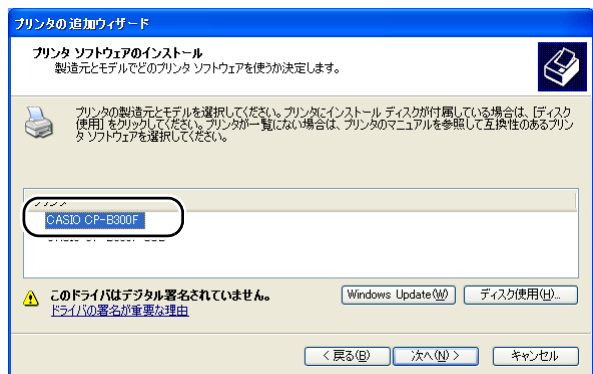 プリンタの追加ウィザード
プリンタ ソフトウェアのインストール
製造元とモデルでどのプリンタ ソフトウェアを使うか決定します。
プリンタの製造元とモデルを選択してください。プリンタにインストール ディスクが付属している場合は、[ディスク
使用] をクリックしてください。プリンタが一覧にない場合は、プリンタのマニュアルを参照して互換性のあるプリン
タ ソフトウェアを選択してください。
CASIO CP-B300F
このドライバはデジタル署名されていません。
ドライバの署名が重要な理由
Windows Update(W)
ディスク使用(H)...
< 戻る(B)
次へ(N) >
キャンセル